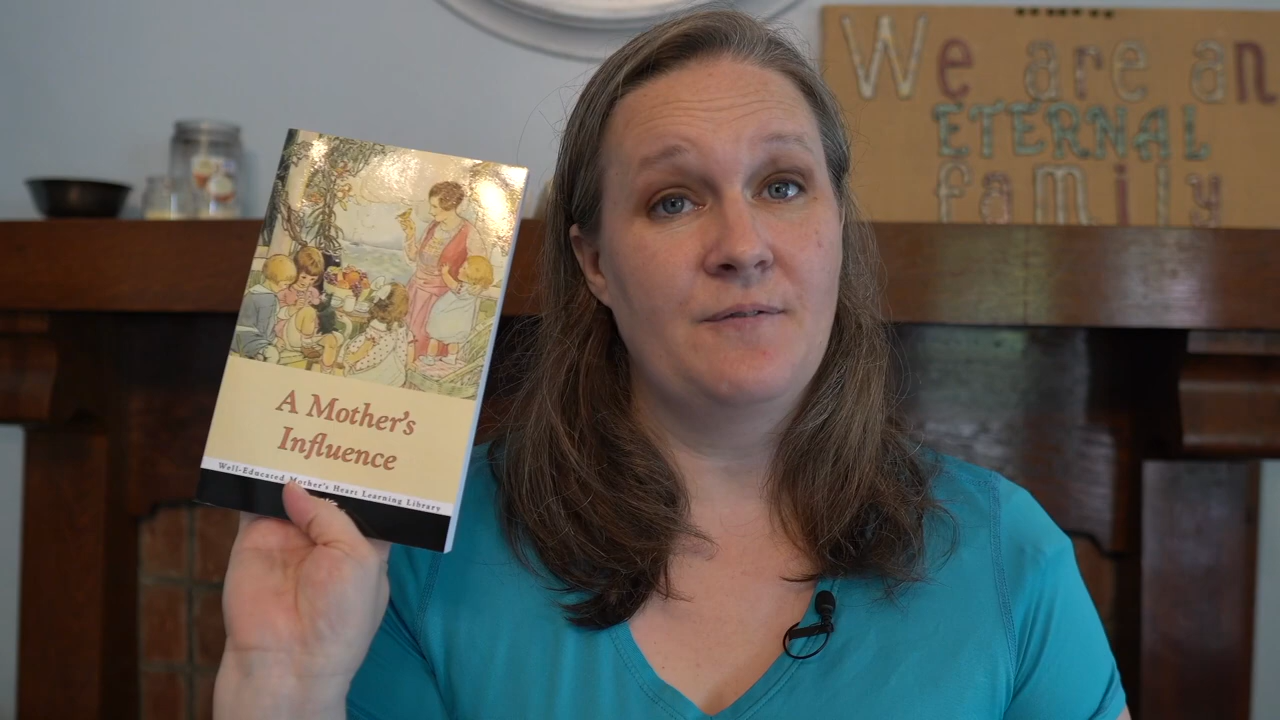 We are an
ETERNAL
family
A Mother's
Influence
Well-Educated Mother's Heart Learning Library